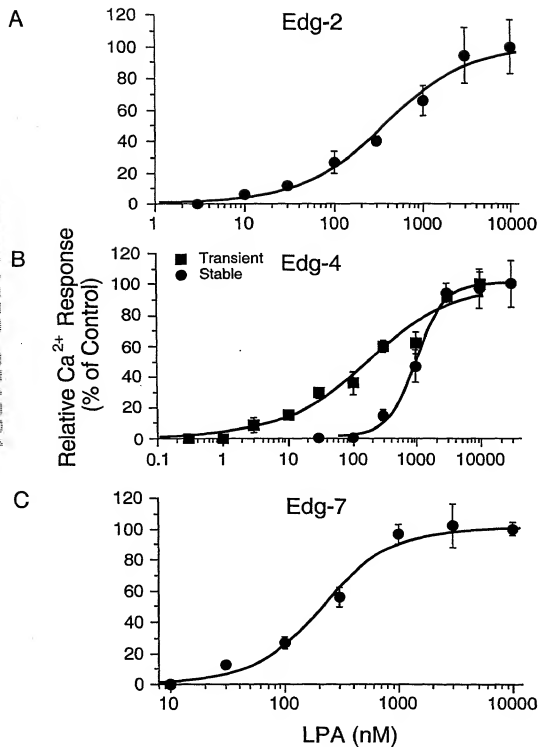 A
Edg-2
120
100
80
60
40
20
0
1 10 100 1000 10000
B
Transient
Stable
Edg-4
120
100
80
60
40
20
0
0.1 1 10 100 1000 10000
Relative Ca2+ Response
(% of Control)
C
Edg-7
120
100
80
60
40
20
0
10 100 1000 10000
LPA (nM)